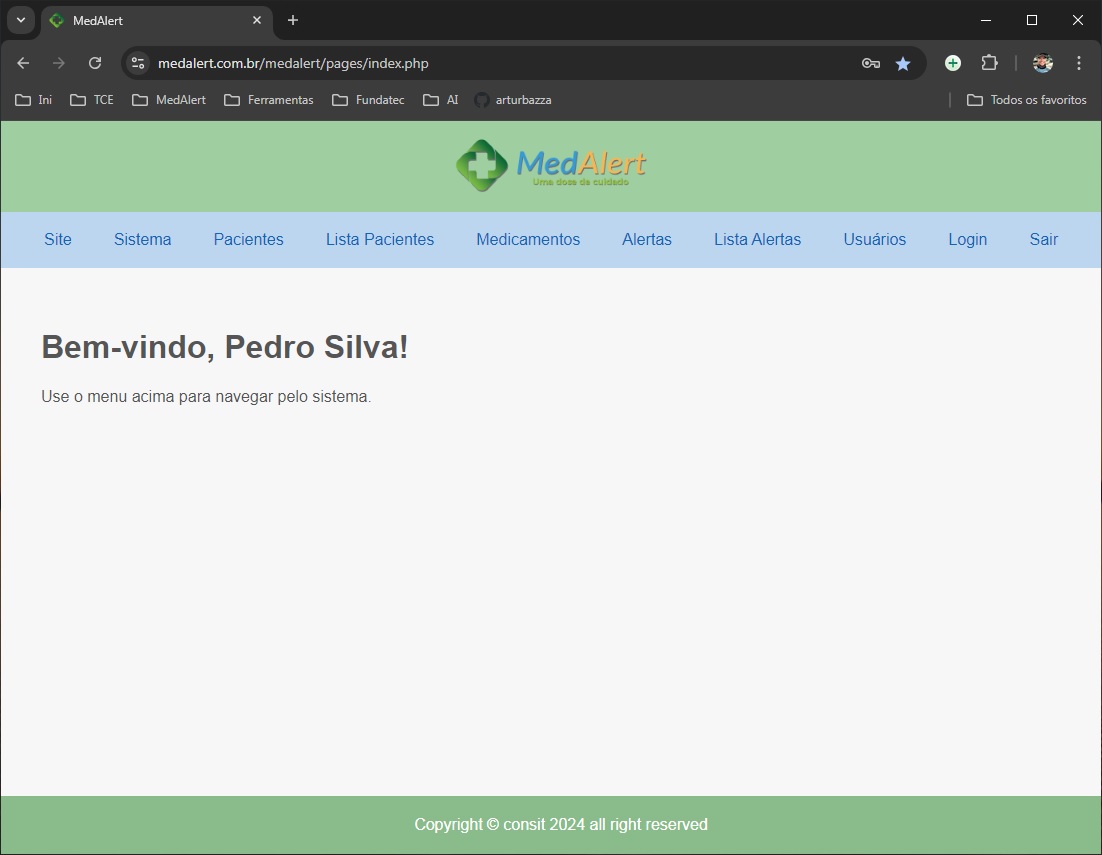 MedAlert
medalert.com.br/medalert/pages/index.php
Ini TCE MedAlert Ferramentas Fundatec AI arturbazza Todos os favoritos
MedAlert
Uma dose de cuidado
Site Sistema Pacientes Lista Pacientes Medicamentos Alertas Lista Alertas Usuários Login Sair
Bem-vindo, Pedro Silva!
Use o menu acima para navegar pelo sistema.
Copyright © consit 2024 all right reserved